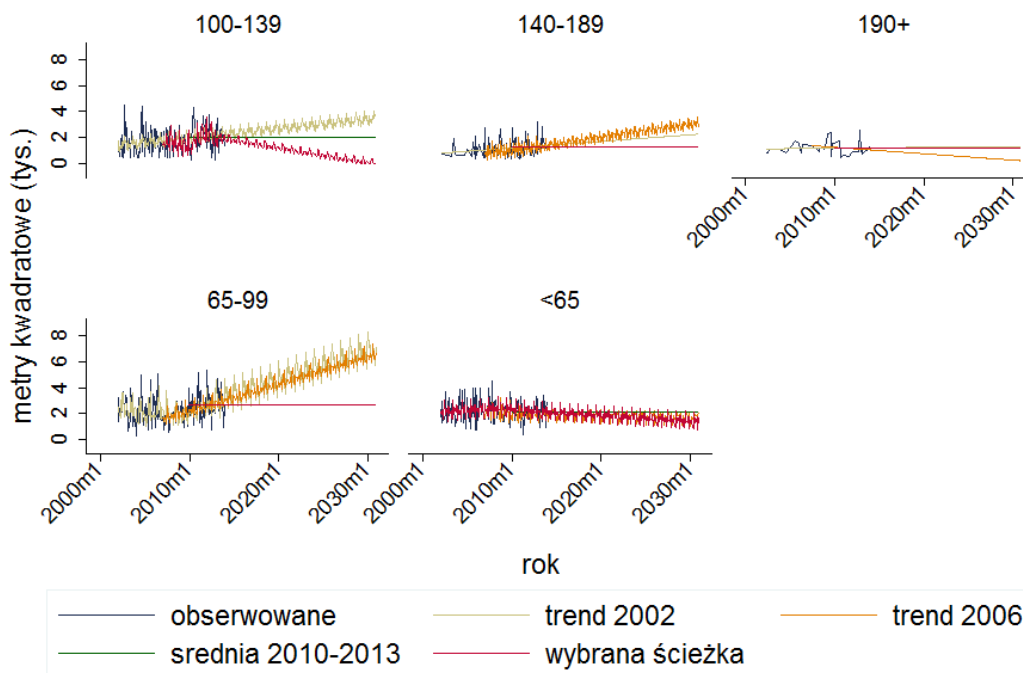 100-139
140-189
190+
8
6
4
2
0
2000m1
2010m1
2020m1
2030m1
metry kwadratowe (tys.)
65-99
<65
8
6
4
2
0
2000m1
2010m1
2020m1
2030m1
2000m1
2010m1
2020m1
2030m1
rok
obserwowane trend 2002 trend 2006
srednia 2010-2013 wybrana ścieżka